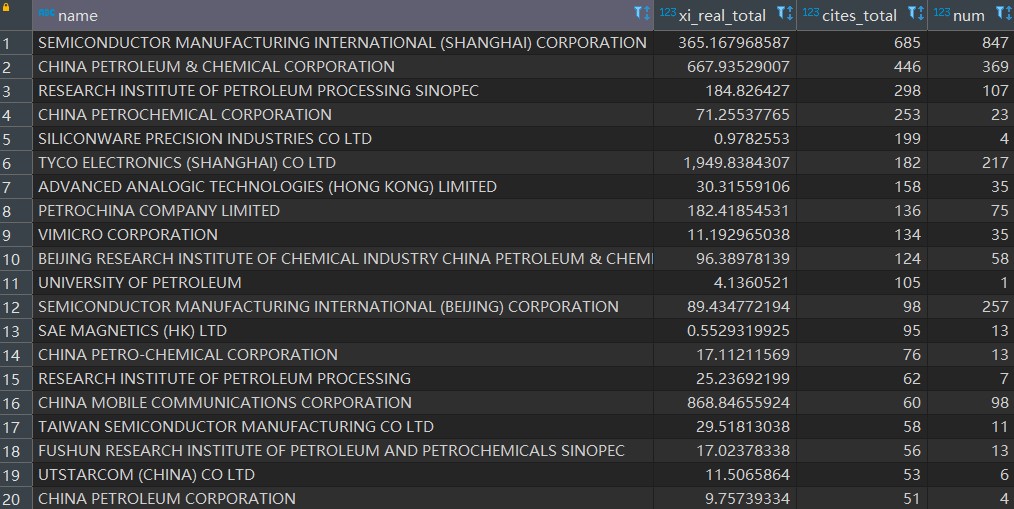 ABC name 123 xi_real_total 123 cites_total 123 num
1 SEMICONDUCTOR MANUFACTURING INTERNATIONAL (SHANGHAI) CORPORATION 365.167968587 685 847
2 CHINA PETROLEUM & CHEMICAL CORPORATION 667.93529007 446 369
3 RESEARCH INSTITUTE OF PETROLEUM PROCESSING SINOPEC 184.826427 298 107
4 CHINA PETROCHEMICAL CORPORATION 71.25537765 253 23
5 SILICONWARE PRECISION INDUSTRIES CO LTD 0.9782553 199 4
6 TYCO ELECTRONICS (SHANGHAI) CO LTD 1,949.8384307 182 217
7 ADVANCED ANALOGIC TECHNOLOGIES (HONG KONG) LIMITED 30.31559106 158 35
8 PETROCHINA COMPANY LIMITED 182.41854531 136 75
9 VIMICRO CORPORATION 11.192965038 134 35
10 BEIJING RESEARCH INSTITUTE OF CHEMICAL INDUSTRY CHINA PETROLEUM & CHEMI 96.38978139 124 58
11 UNIVERSITY OF PETROLEUM 4.1360521 105 1
12 SEMICONDUCTOR MANUFACTURING INTERNATIONAL (BEIJING) CORPORATION 89.434772194 98 257
13 SAE MAGNETICS (HK) LTD 0.5529319925 95 13
14 CHINA PETRO-CHEMICAL CORPORATION 17.11211569 76 13
15 RESEARCH INSTITUTE OF PETROLEUM PROCESSING 25.23692199 62 7
16 CHINA MOBILE COMMUNICATIONS CORPORATION 868.84655924 60 98
17 TAIWAN SEMICONDUCTOR MANUFACTURING CO LTD 29.51813038 58 11
18 FUSHUN RESEARCH INSTITUTE OF PETROLEUM AND PETROCHEMICALS SINOPEC 17.02378338 56 13
19 UTSTARCOM (CHINA) CO LTD 11.5065864 53 6
20 CHINA PETROLEUM CORPORATION 9.75739334 51 4